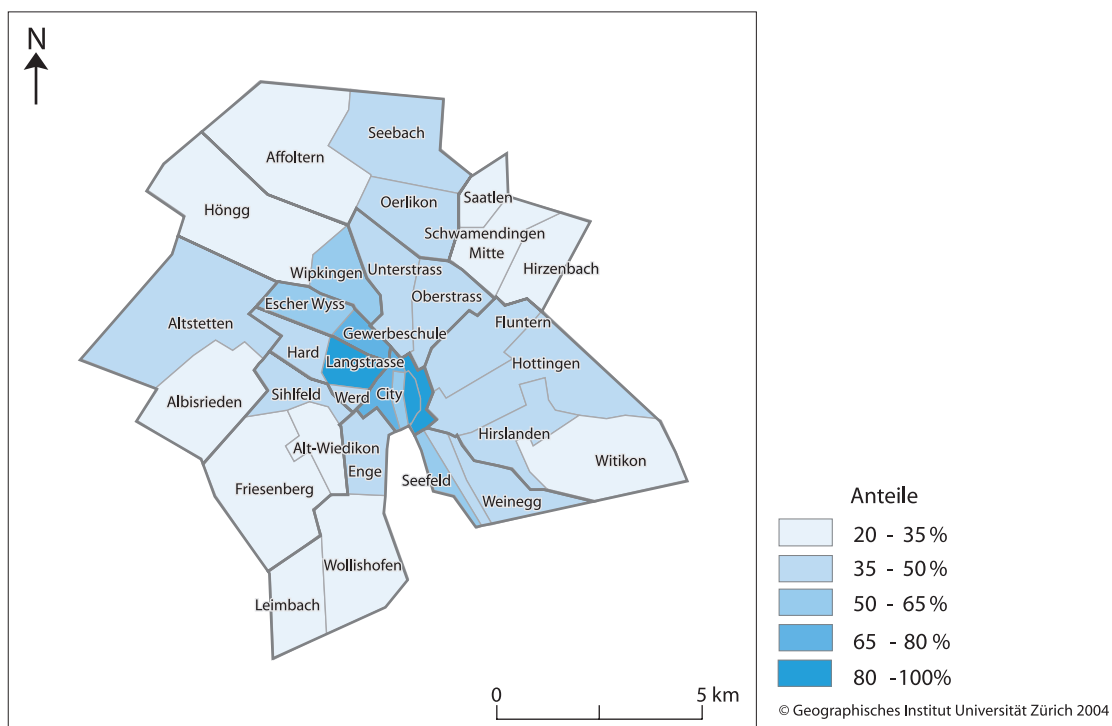 N
Seebach
Affoltern
Saatlen
Oerlikon
Höngg
Schwamendingen
Mitte
Unterstrass
Hirzenbach
Wipkingen
Oberstrass
Escher Wyss
Fluntern
Altstetten
Gewerbeschule
Hard
Langstrasse
Hottingen
Sihlfeld
Werd
City
Albisrieden
Hirslanden
Alt-Wiedikon
Witikon
Enge
Seefeld
Friesenberg
Weinegg
Wollishofen
Leimbach
0
5 km
Anteile
20 - 35 %
35 - 50 %
50 - 65 %
65 - 80 %
80 -100%
© Geographisches Institut Universität Zürich 2004